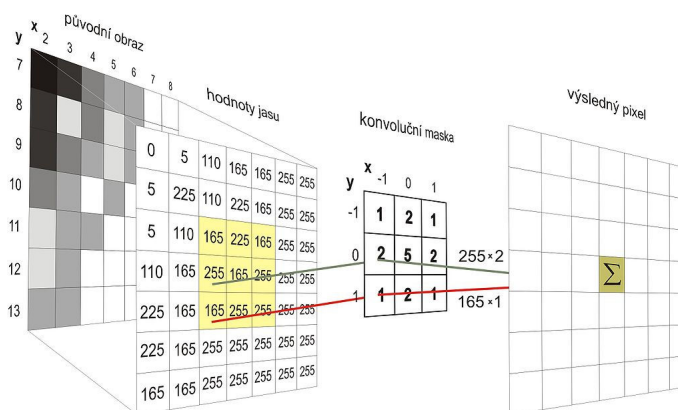 původní obraz
x
y
2 3 4 5 6 7 8
7
8
9
10
11
12
13
hodnoty jasu
0 5 110 165 165 255 255
5 225 110 225 165 255 255
5 110 165 225 165 255 255
110 165 255 165 255 255 255
225 165 165 255 255 255 255
225 165 255 255 255 255 255
165 165 255 255 255 255 255
konvoluční maska
x
y
-1 0 1
-1 1 2 1
0 2 5 2
1 1 2 1
255×2
165×1
výsledný pixel
Σ